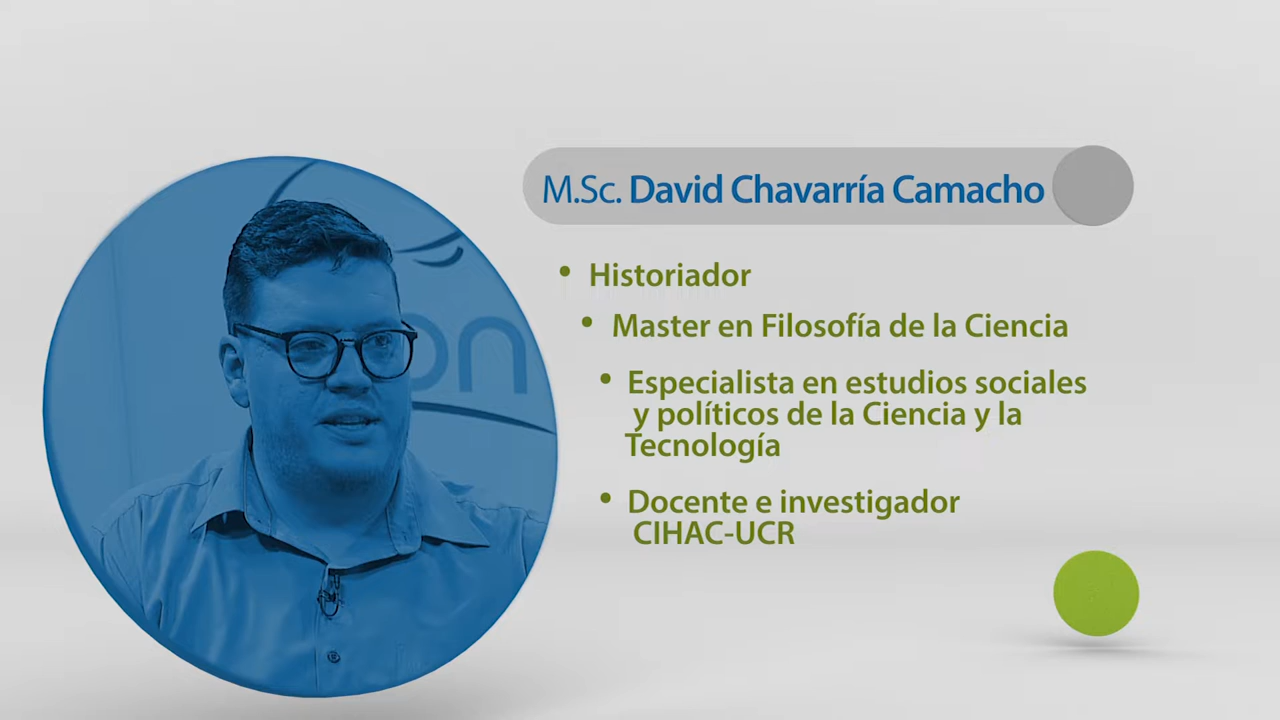 M.Sc. David Chavarría Camacho
• Historiador
• Master en Filosofía de la Ciencia
• Especialista en estudios sociales
y políticos de la Ciencia y la
Tecnología
• Docente e investigador
CIHAC-UCR